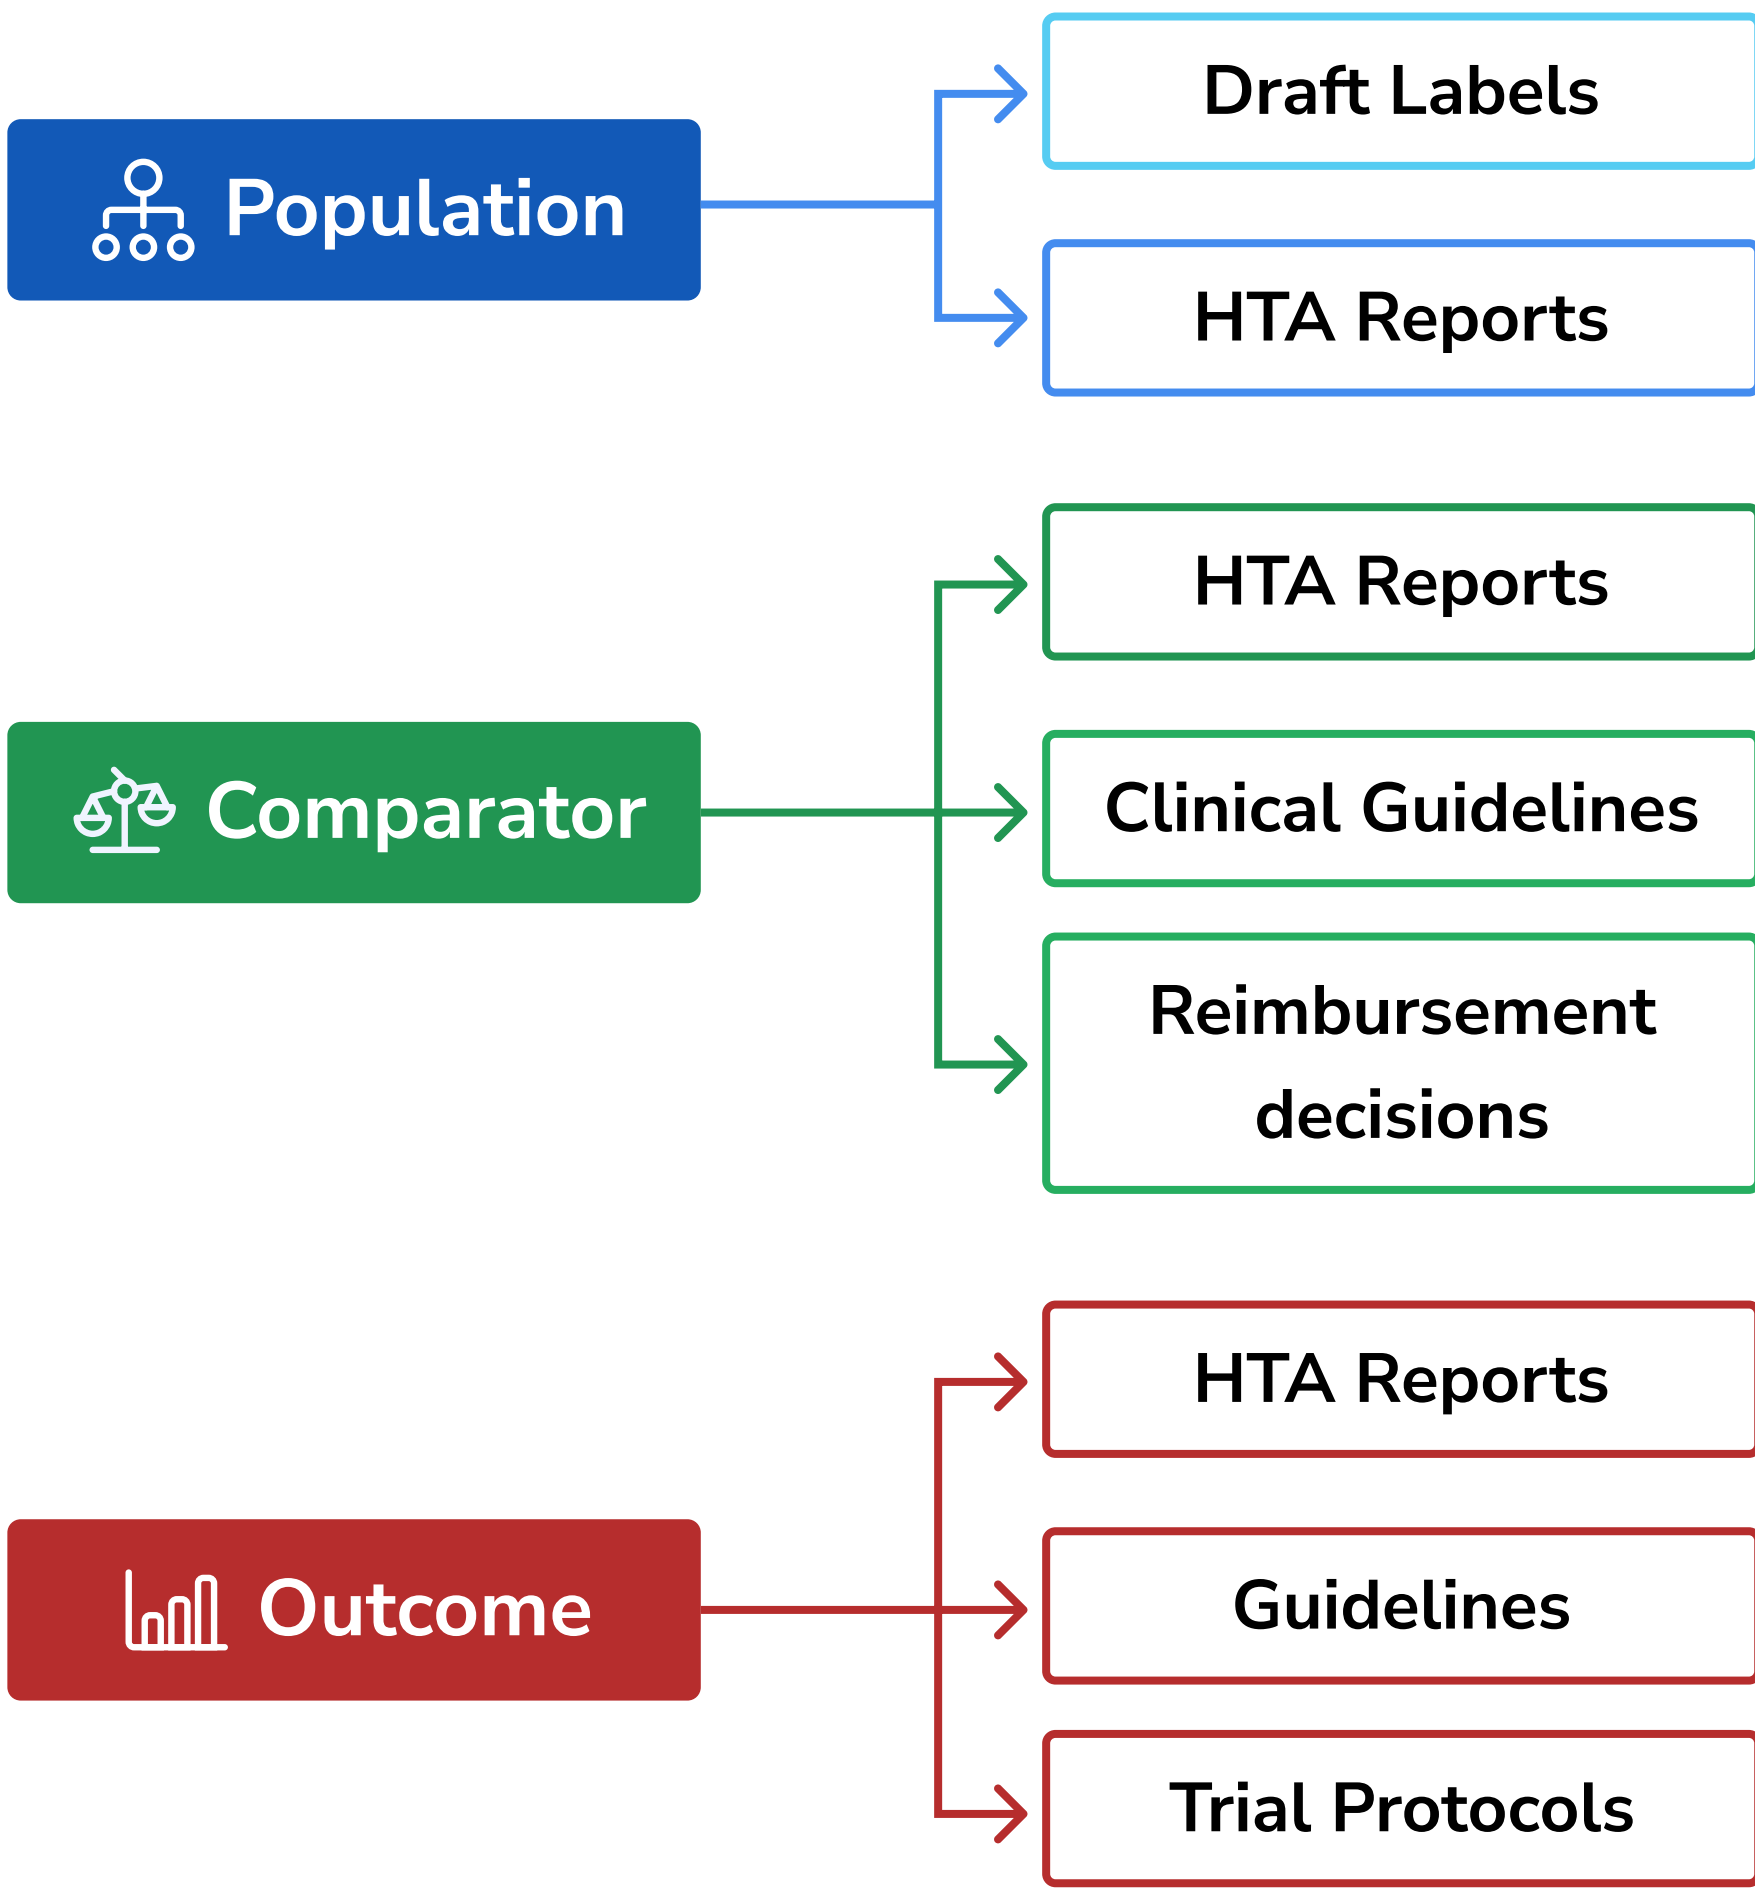 Population
Draft Labels
HTA Reports
Comparator
HTA Reports
Clinical Guidelines
Reimbursement
decisions
Outcome
HTA Reports
Guidelines
Trial Protocols